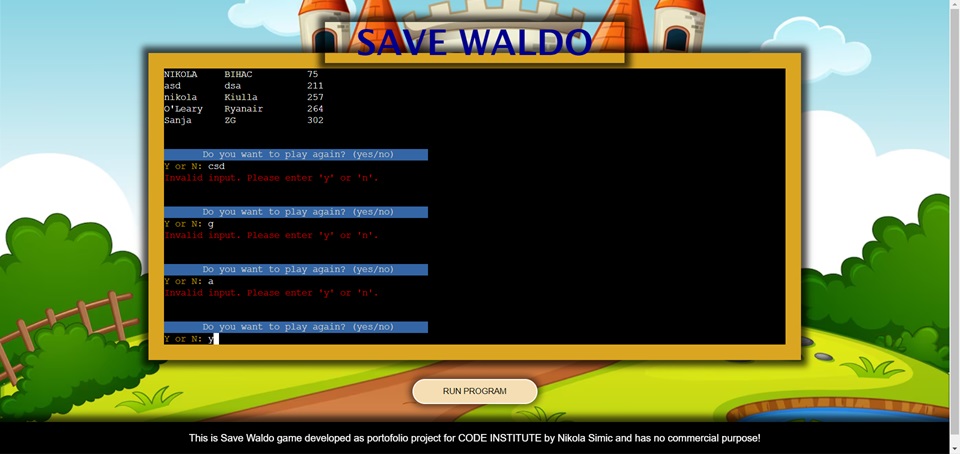 SAVE WALDO
NIKOLA BIHAC 75
asd dsa 211
nikola Kiulla 257
O'Leary Ryanair 264
Sanja ZG 302
Do you want to play again? (yes/no)
Y or N: csd
Invalid input. Please enter 'y' or 'n'.
Do you want to play again? (yes/no)
Y or N: g
Invalid input. Please enter 'y' or 'n'.
Do you want to play again? (yes/no)
Y or N: a
Invalid input. Please enter 'y' or 'n'.
Do you want to play again? (yes/no)
Y or N: y
RUN PROGRAM
This is Save Waldo game developed as portofolio project for CODE INSTITUTE by Nikola Simic and has no commercial purpose!